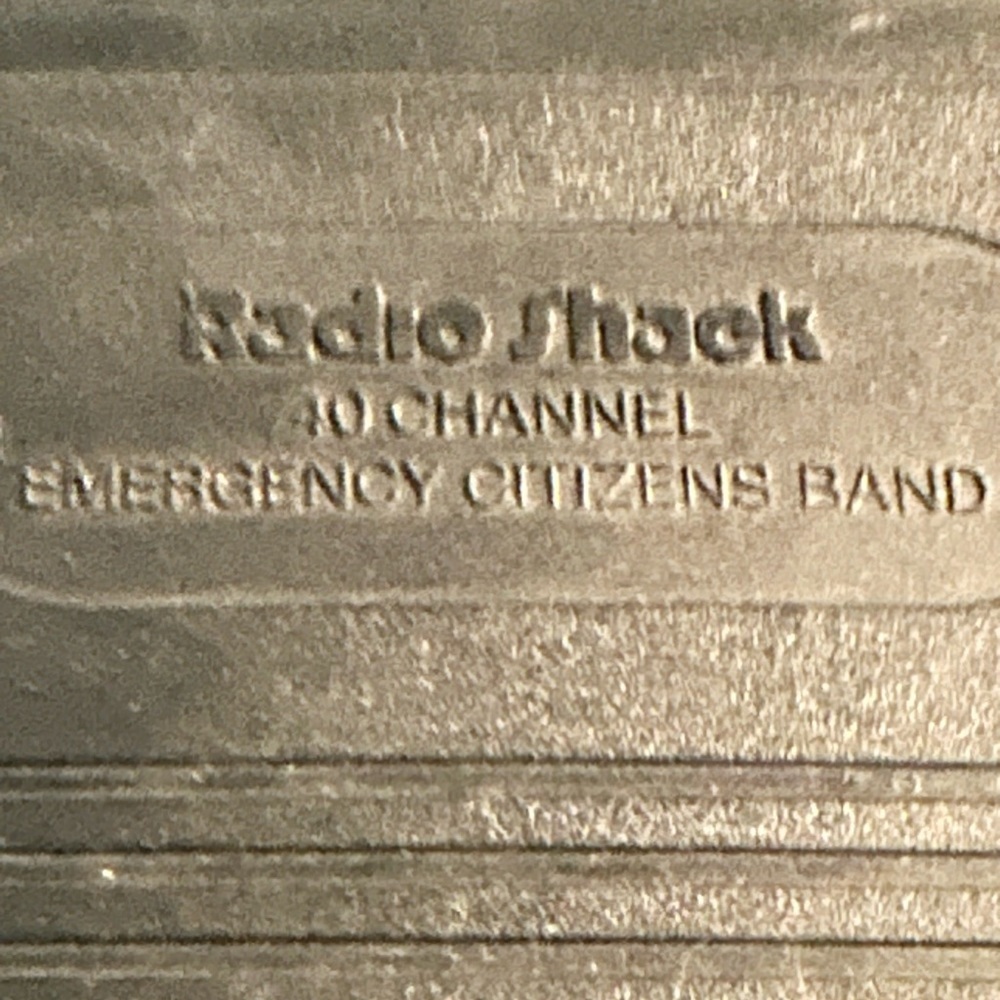 Radio Shack
40 CHANNEL
EMERGENCY CITIZENS BAND